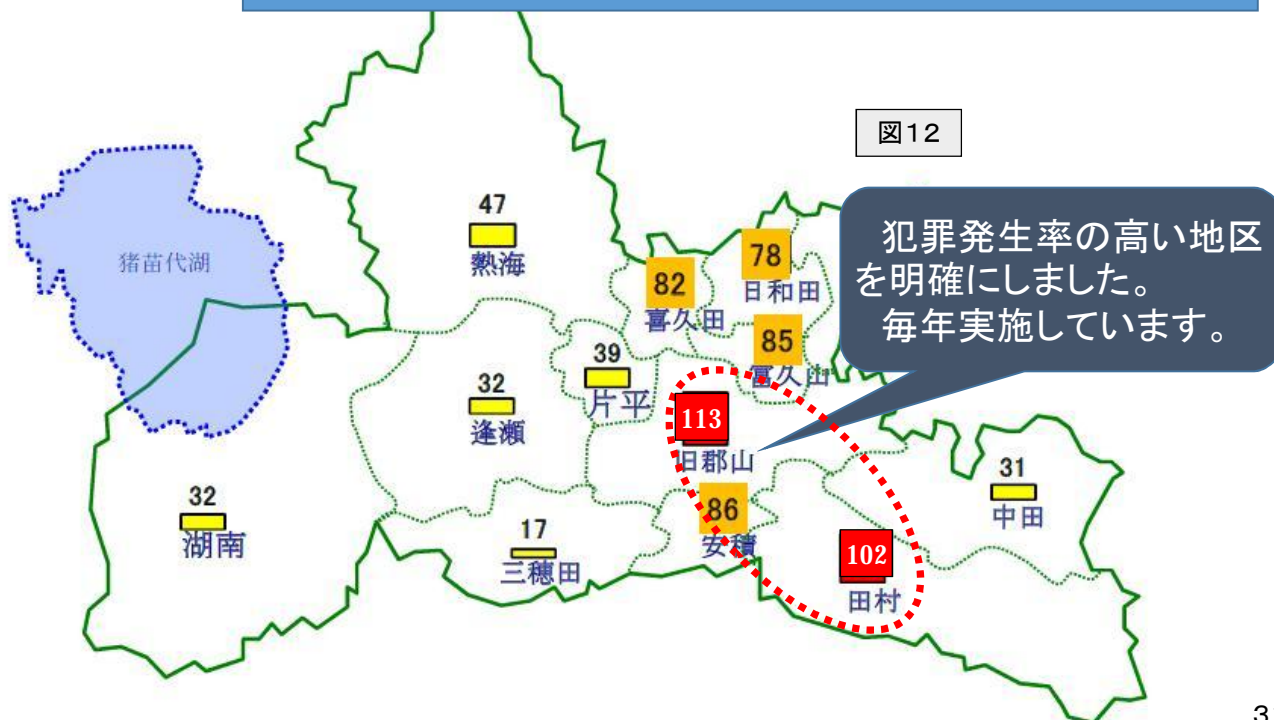 図12
犯罪発生率の高い地区
を明確にしました。
毎年実施しています。
猪苗代湖
47
熱海
82
喜久田
78
日和田
85
富久山
39
片平
32
逢瀬
113
旧郡山
31
中田
32
湖南
17
三穂田
86
安積
102
田村
3